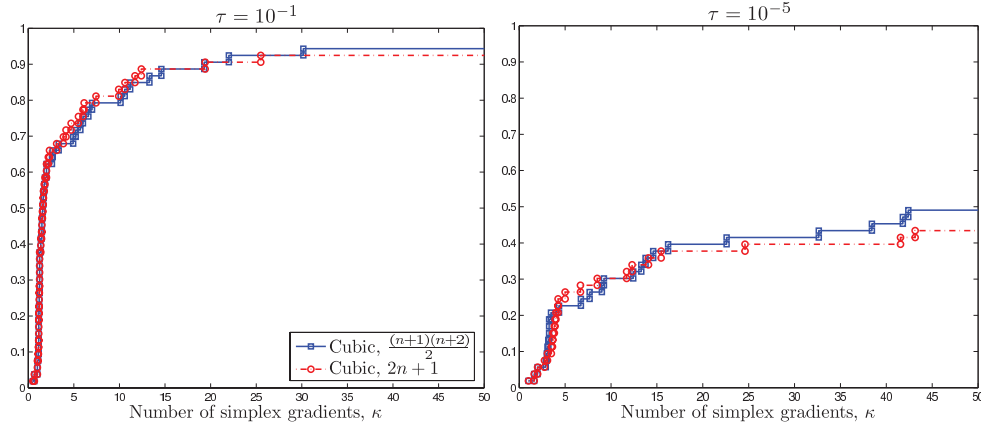 τ = 10⁻¹
1
0.9
0.8
0.7
0.6
0.5
0.4
0.3
0.2
0.1
0
0 5 10 15 20 25 30 35 40 45 50
Number of simplex gradients, κ
Cubic, (n+1)(n+2)/2
Cubic, 2n + 1
τ = 10⁻⁵
1
0.9
0.8
0.7
0.6
0.5
0.4
0.3
0.2
0.1
0
0 5 10 15 20 25 30 35 40 45 50
Number of simplex gradients, κ